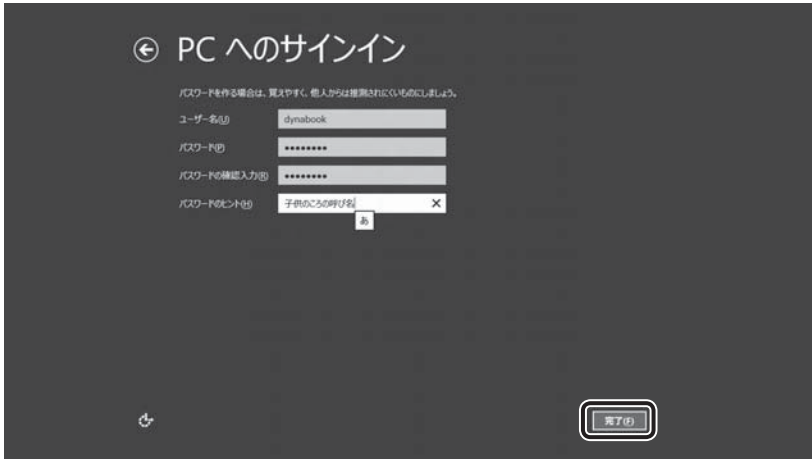 PC へのサインイン
パスワードを作る場合は、覚えやすく、他人からは推測されにくいものにしましょう。
ユーザー名(U)
dynabook
パスワード(P)
••••••••
パスワードの確認入力(R)
••••••••
パスワードのヒント(H)
子供のころの呼び名
あ
完了(F)